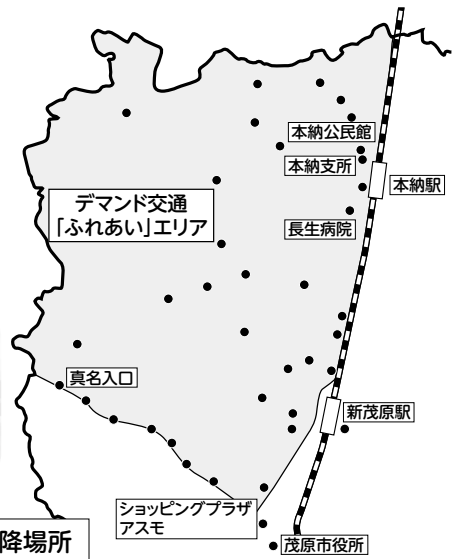 本納公民館
本納支所
本納駅
デマンド交通
「ふれあい」エリア
長生病院
真名入口
新茂原駅
ショッピングプラザ
アスモ
降場所
茂原市役所